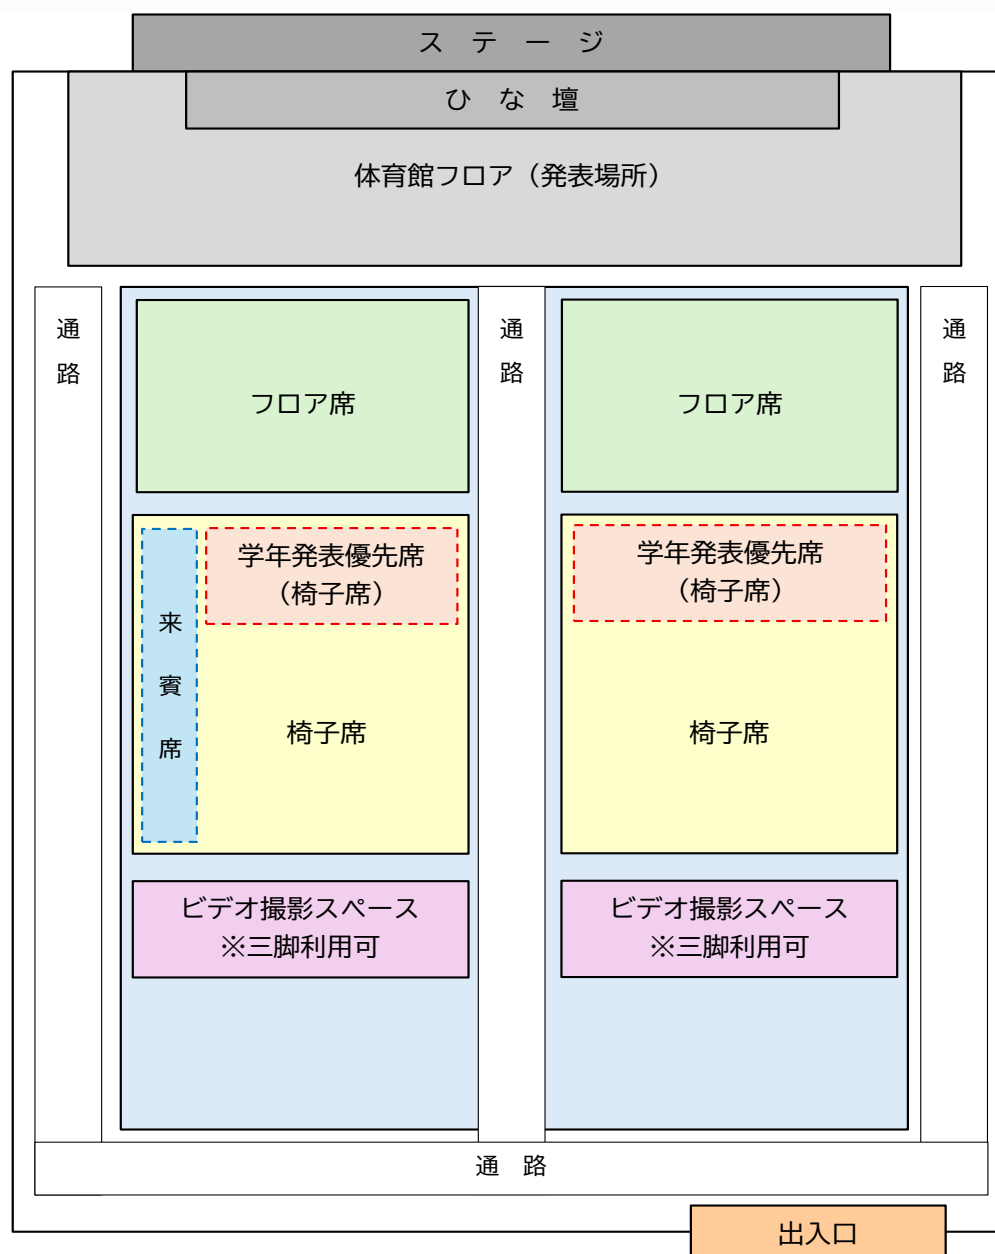 ステージ
ひな壇
体育館フロア（発表場所）
通路
通路
通路
フロア席
フロア席
学年発表優先席
（椅子席）
学年発表優先席
（椅子席）
来賓席
椅子席
椅子席
ビデオ撮影スペース
※三脚利用可
ビデオ撮影スペース
※三脚利用可
通路
出入口